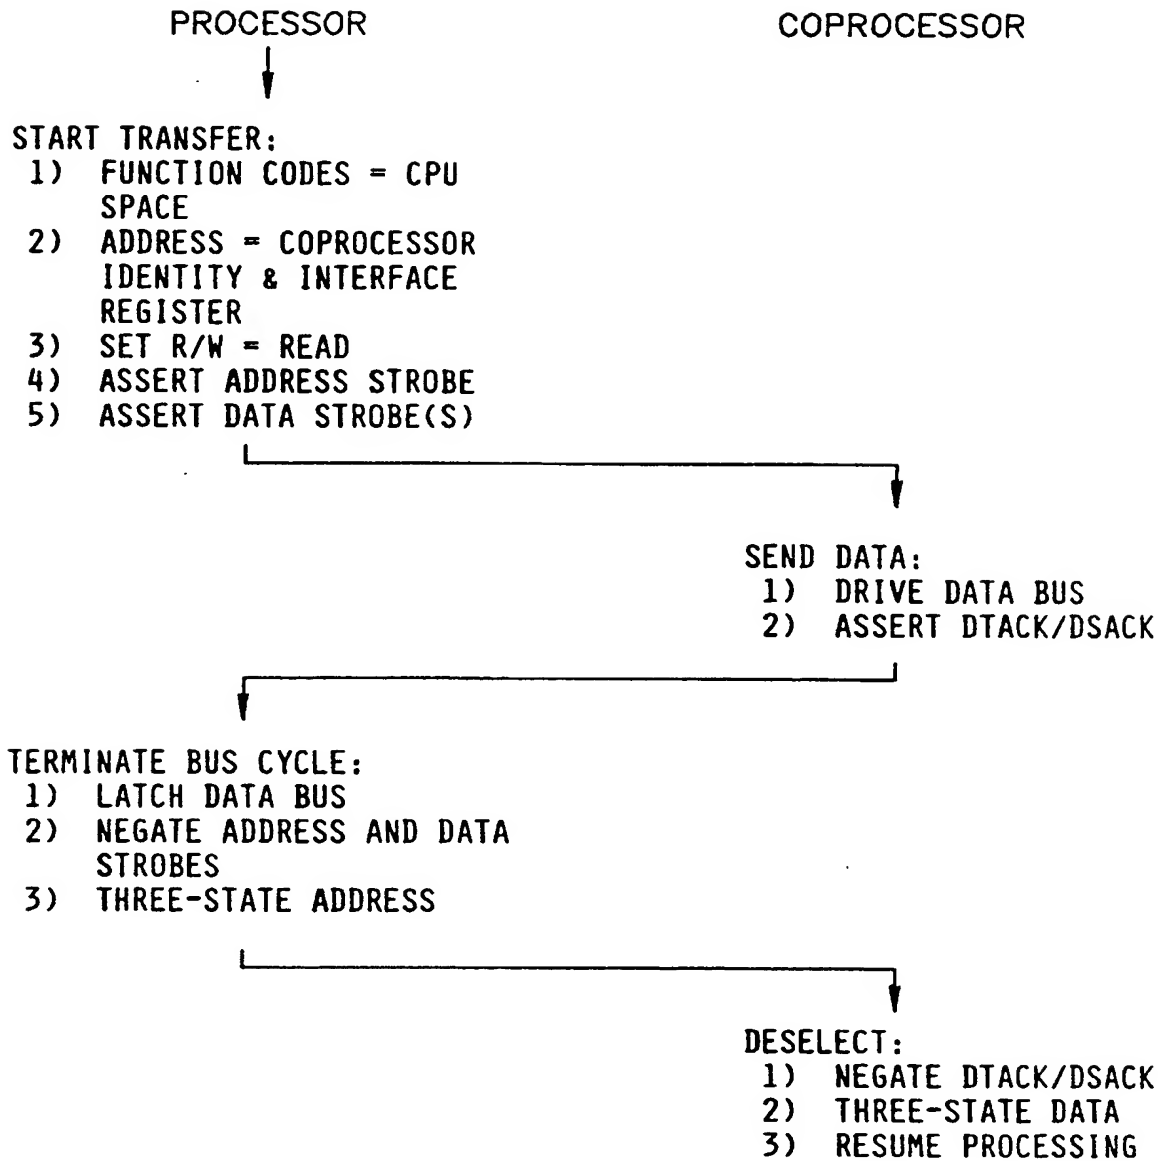 PROCESSOR
COPROCESSOR
START TRANSFER:
1) FUNCTION CODES = CPU
SPACE
2) ADDRESS = COPROCESSOR
IDENTITY & INTERFACE
REGISTER
3) SET R/W = READ
4) ASSERT ADDRESS STROBE
5) ASSERT DATA STROBE(S)
SEND DATA:
1) DRIVE DATA BUS
2) ASSERT DTACK/DSACK
TERMINATE BUS CYCLE:
1) LATCH DATA BUS
2) NEGATE ADDRESS AND DATA
STROBES
3) THREE-STATE ADDRESS
DESELECT:
1) NEGATE DTACK/DSACK
2) THREE-STATE DATA
3) RESUME PROCESSING